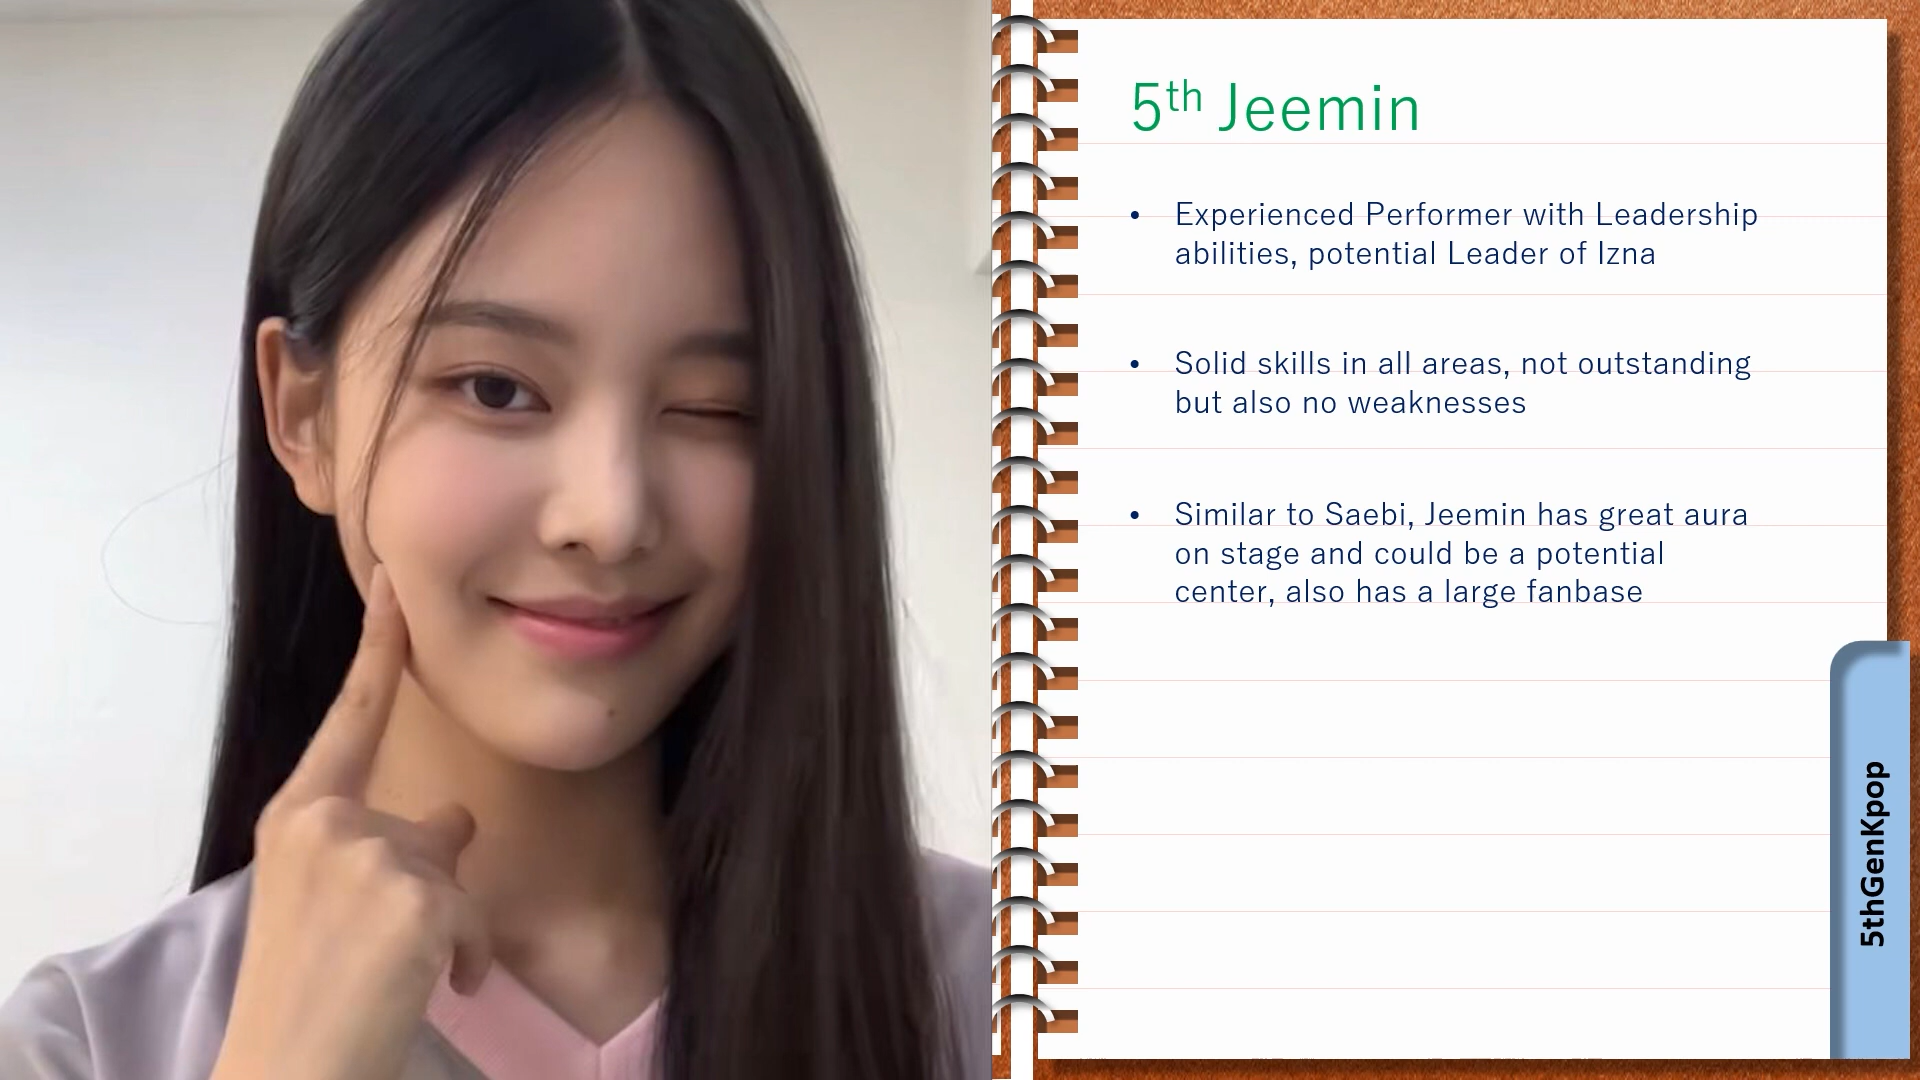 5th Jeemin
• Experienced Performer with Leadership
abilities, potential Leader of Izna
• Solid skills in all areas, not outstanding
but also no weaknesses
• Similar to Saebi, Jeemin has great aura
on stage and could be a potential
center, also has a large fanbase
5thGenKpop